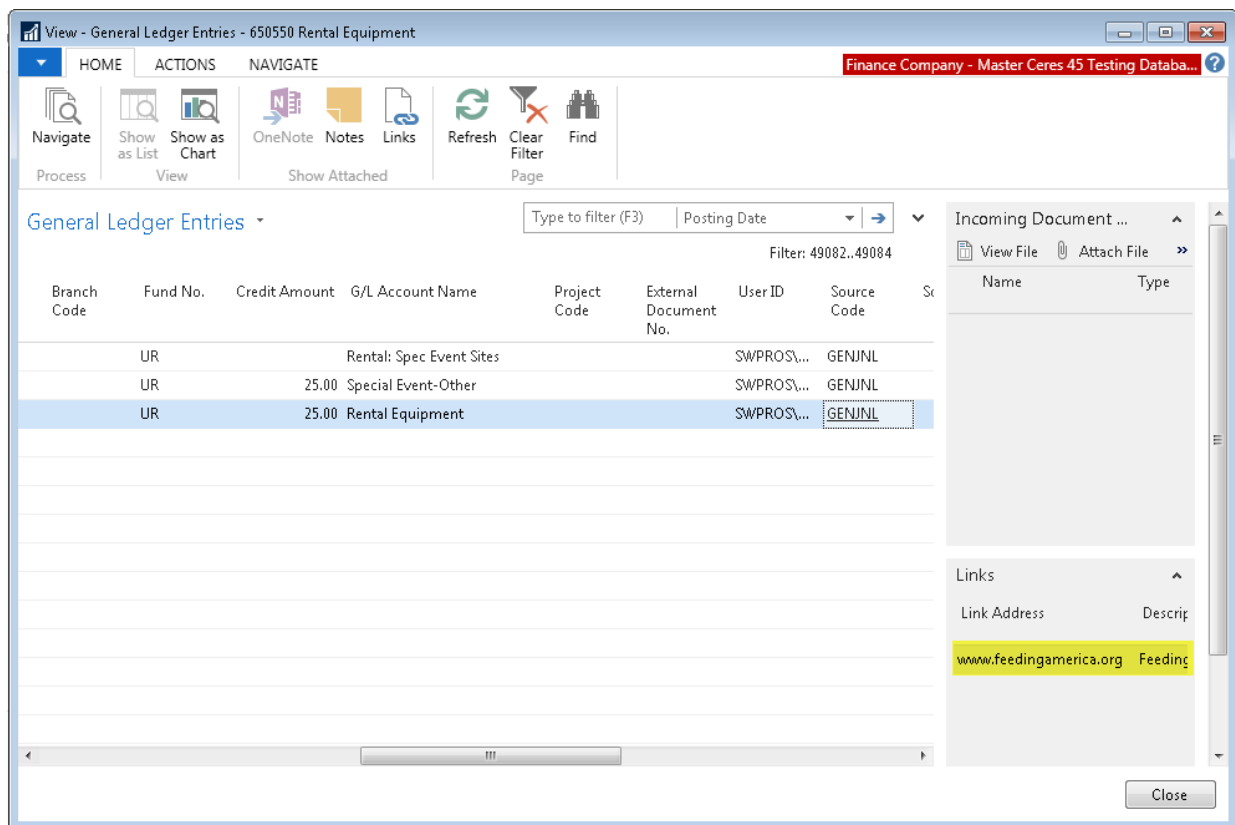 View - General Ledger Entries - 650550 Rental Equipment
HOME ACTIONS NAVIGATE
Finance Company - Master Ceres 45 Testing Databa...
Navigate
Show as List
Show as Chart
OneNote
Notes
Links
Refresh
Clear Filter
Find
Process
View
Show Attached
Page
General Ledger Entries
Type to filter (F3) Posting Date
Filter: 49082..49084
Branch Code Fund No. Credit Amount G/L Account Name Project Code External Document No. User ID Source Code Sc
UR Rental: Spec Event Sites SWPROS\... GENJNL
UR 25.00 Special Event-Other SWPROS\... GENJNL
UR 25.00 Rental Equipment SWPROS\... GENJNL
Incoming Document ...
View File Attach File »
Name Type
Links
Link Address Descrip
www.feedingamerica.org Feeding
Close